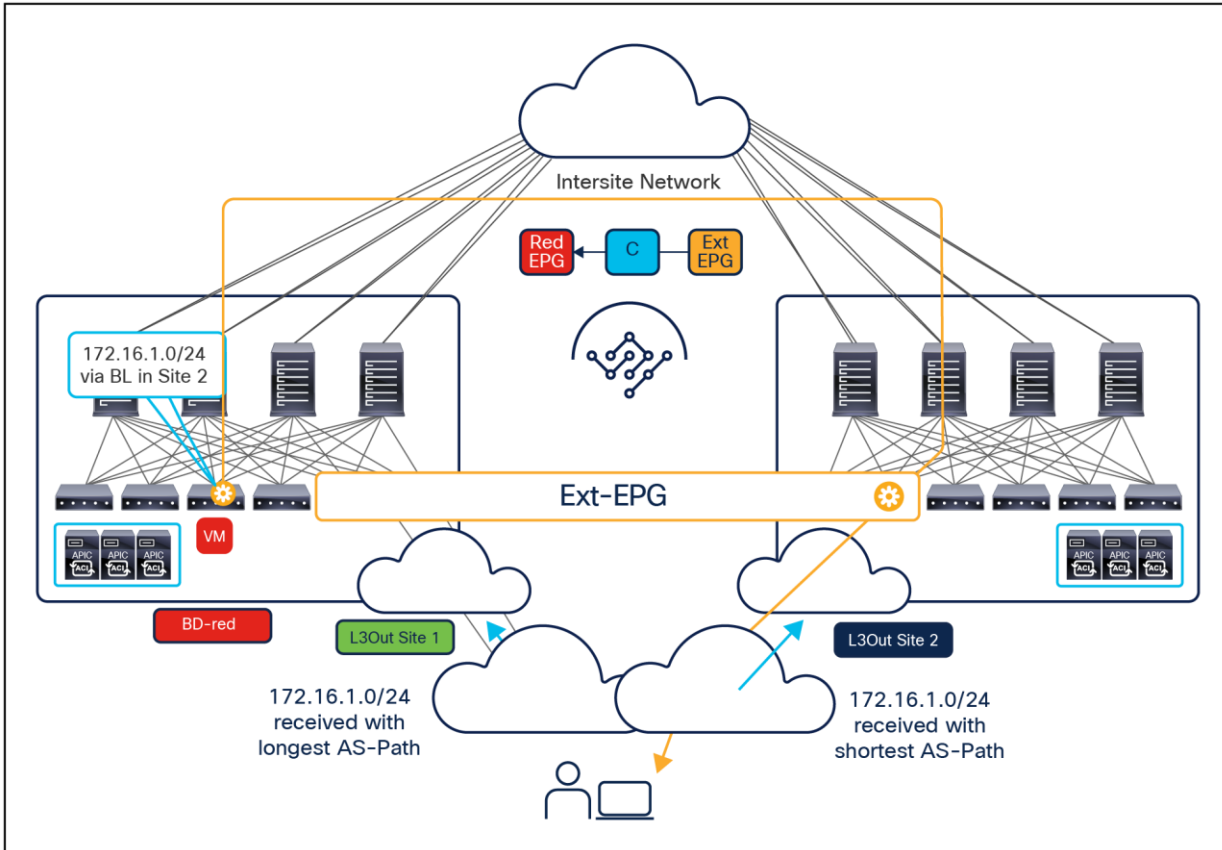 Intersite Network
Red
EPG
C
Ext
EPG
172.16.1.0/24
via BL in Site 2
Ext-EPG
VM
APIC
APIC
APIC
ACI
ACI
ACI
APIC
APIC
APIC
ACI
ACI
ACI
BD-red
L3Out Site 1
L3Out Site 2
172.16.1.0/24
received with
longest AS-Path
172.16.1.0/24
received with
shortest AS-Path